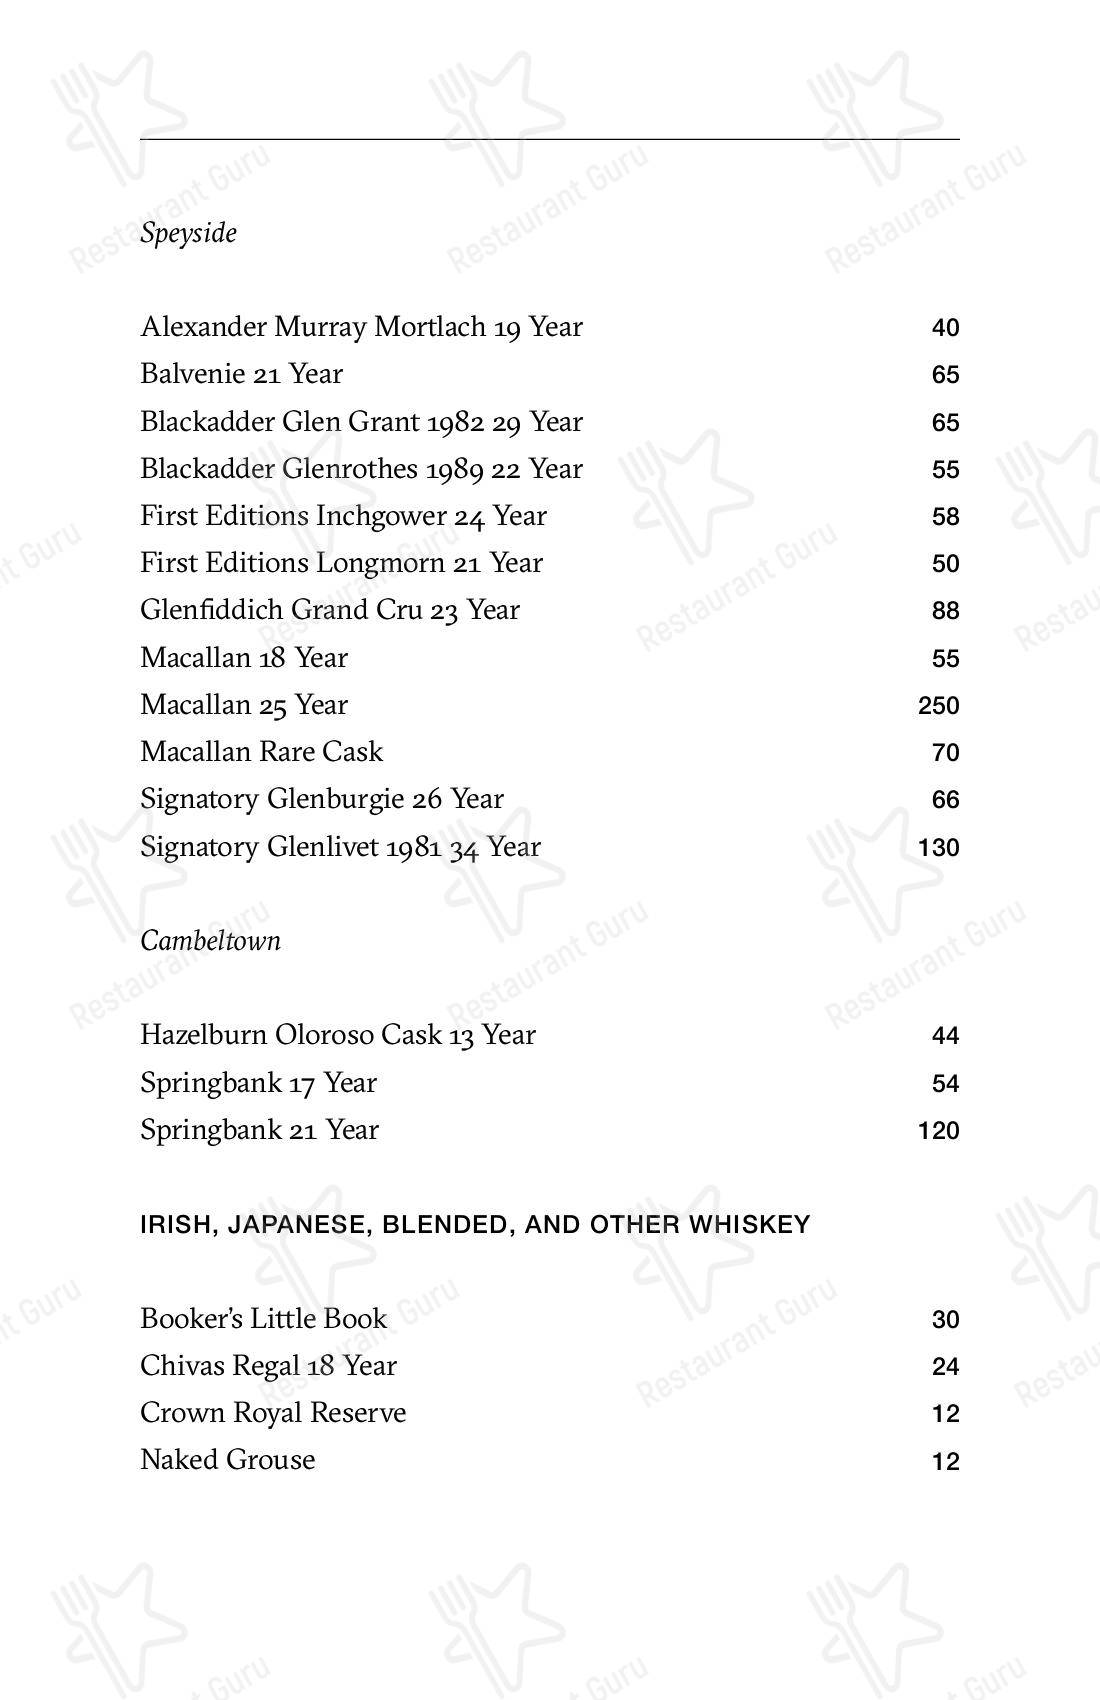 Speyside
Alexander Murray Mortlach 19 Year 40
Balvenie 21 Year 65
Blackadder Glen Grant 1982 29 Year 65
Blackadder Glenrothes 1989 22 Year 55
First Editions Inchgower 24 Year 58
First Editions Longmorn 21 Year 50
Glenfiddich Grand Cru 23 Year 88
Macallan 18 Year 55
Macallan 25 Year 250
Macallan Rare Cask 70
Signatory Glenburgie 26 Year 66
Signatory Glenlivet 1981 34 Year 130
Cambeltown
Hazelburn Oloroso Cask 13 Year 44
Springbank 17 Year 54
Springbank 21 Year 120
IRISH, JAPANESE, BLENDED, AND OTHER WHISKEY
Booker’s Little Book 30
Chivas Regal 18 Year 24
Crown Royal Reserve 12
Naked Grouse 12
Restaurant Guru